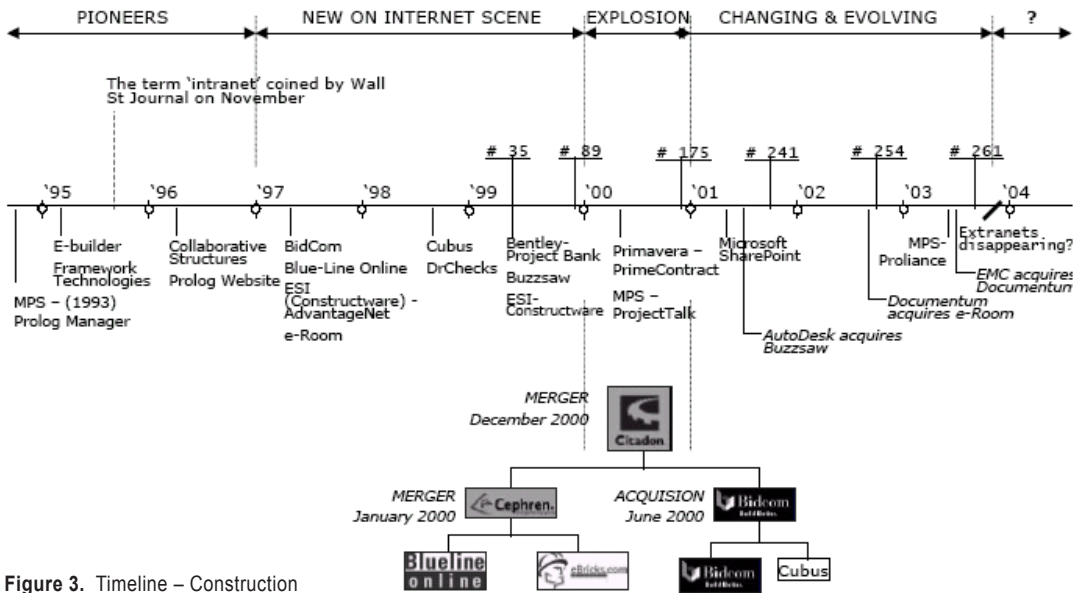 PIONEERS
NEW ON INTERNET SCENE
EXPLOSION
CHANGING & EVOLVING
?
The term 'intranet' coined by Wall
St Journal on November
# 35
# 89
# 175
# 241
# 254
# 261
'95
'96
'97
'98
'99
'00
'01
'02
'03
'04
E-builder
Framework
Technologies
MPS – (1993)
Prolog Manager
Collaborative
Structures
Prolog Website
BidCom
Blue-Line Online
ESI
(Constructware) -
AdvantageNet
e-Room
Cubus
DrChecks
Bentley-
Project Bank
Buzzsaw
ESI-
Constructware
Primavera –
PrimeContract
MPS –
ProjectTalk
Microsoft
SharePoint
AutoDesk acquires
Buzzsaw
MPS-
Proliance
Documentum
acquires e-Room
Extranets
disappearing?
EMC acquires
Documentum
MERGER
December 2000
Citadon
MERGER
January 2000
Cephren.
ACQUISION
June 2000
Bidcom
Blueline
online
eBricks.com
Bidcom
Cubus
Figure 3. Timeline – Construction